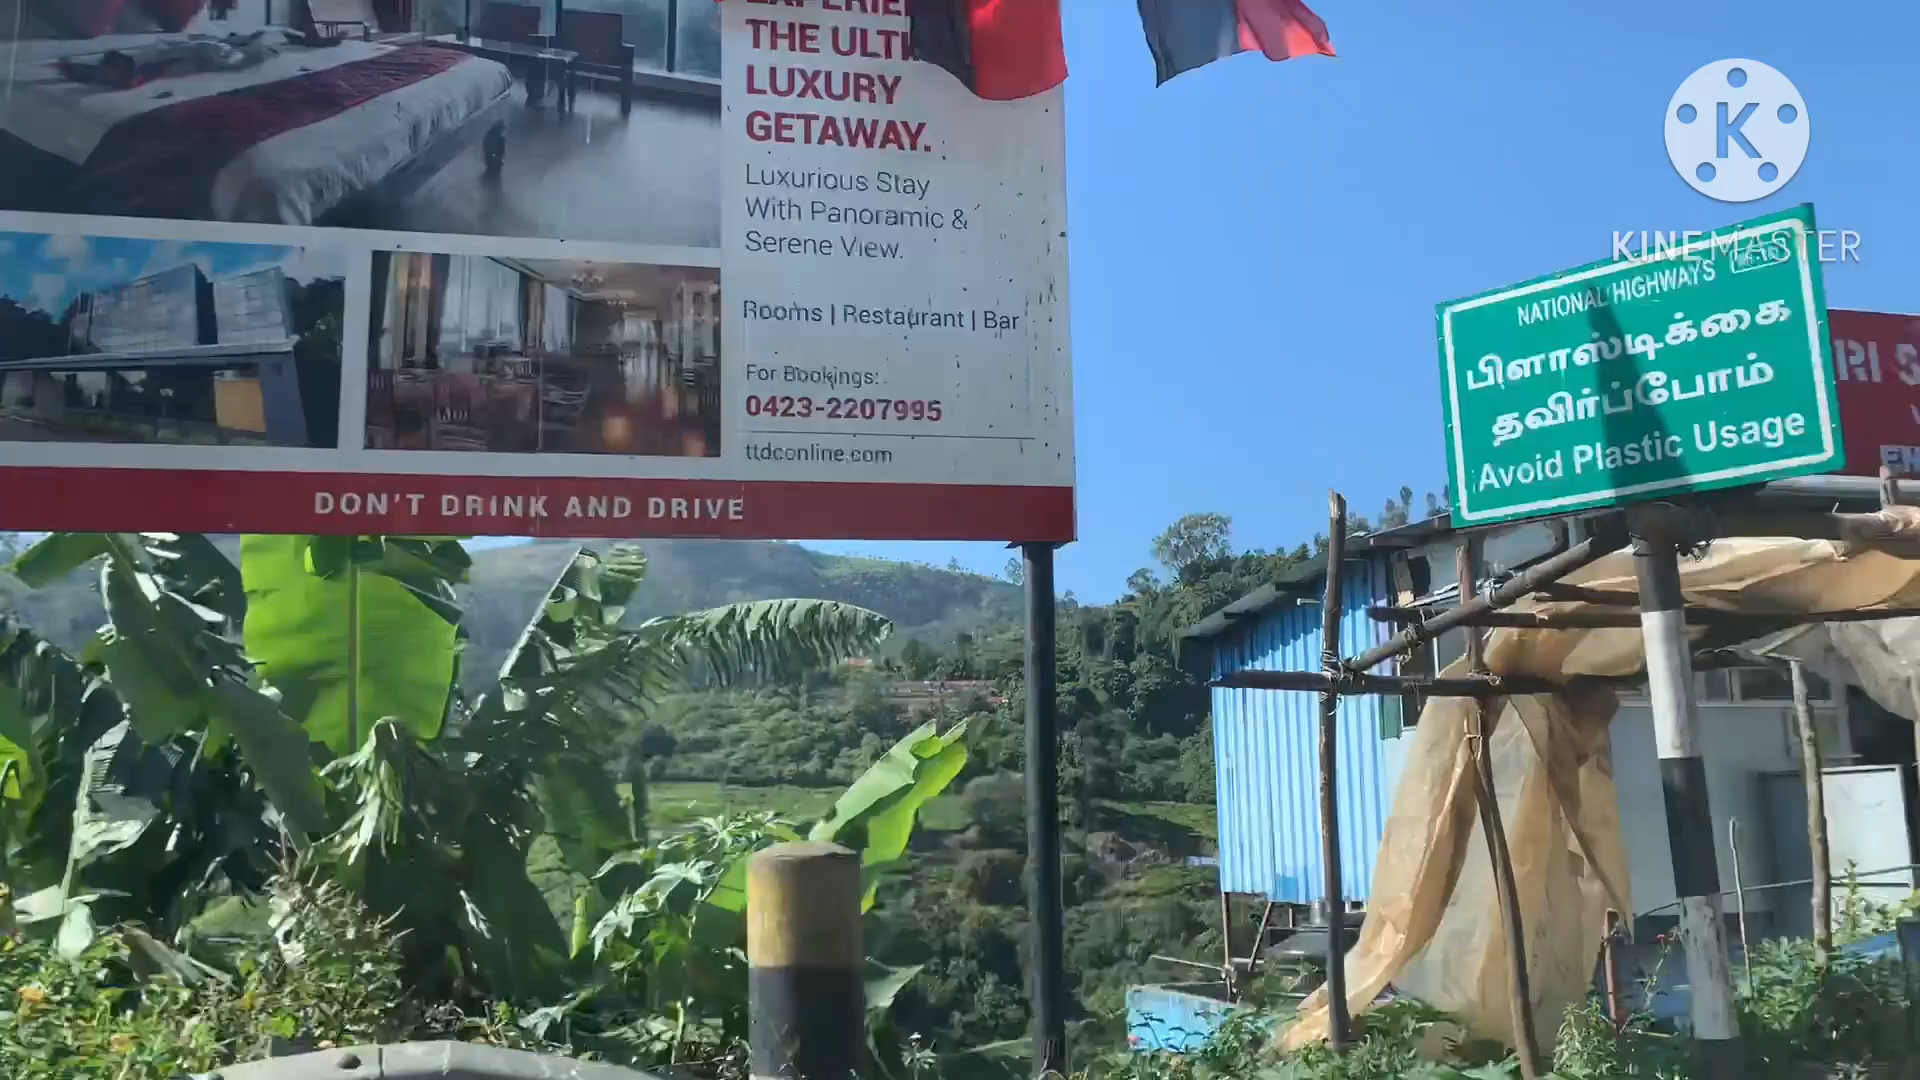 THE ULTI
LUXURY
GETAWAY.
Luxurious Stay
With Panoramic &
Serene View.
Rooms | Restaurant | Bar
For Bookings:
0423-2207995
ttdconline.com
DON'T DRINK AND DRIVE
K
KINEMASTER
NATIONAL HIGHWAYS
பிளாஸ்டிக்கை
தவிர்ப்போம்
Avoid Plastic Usage
RI S